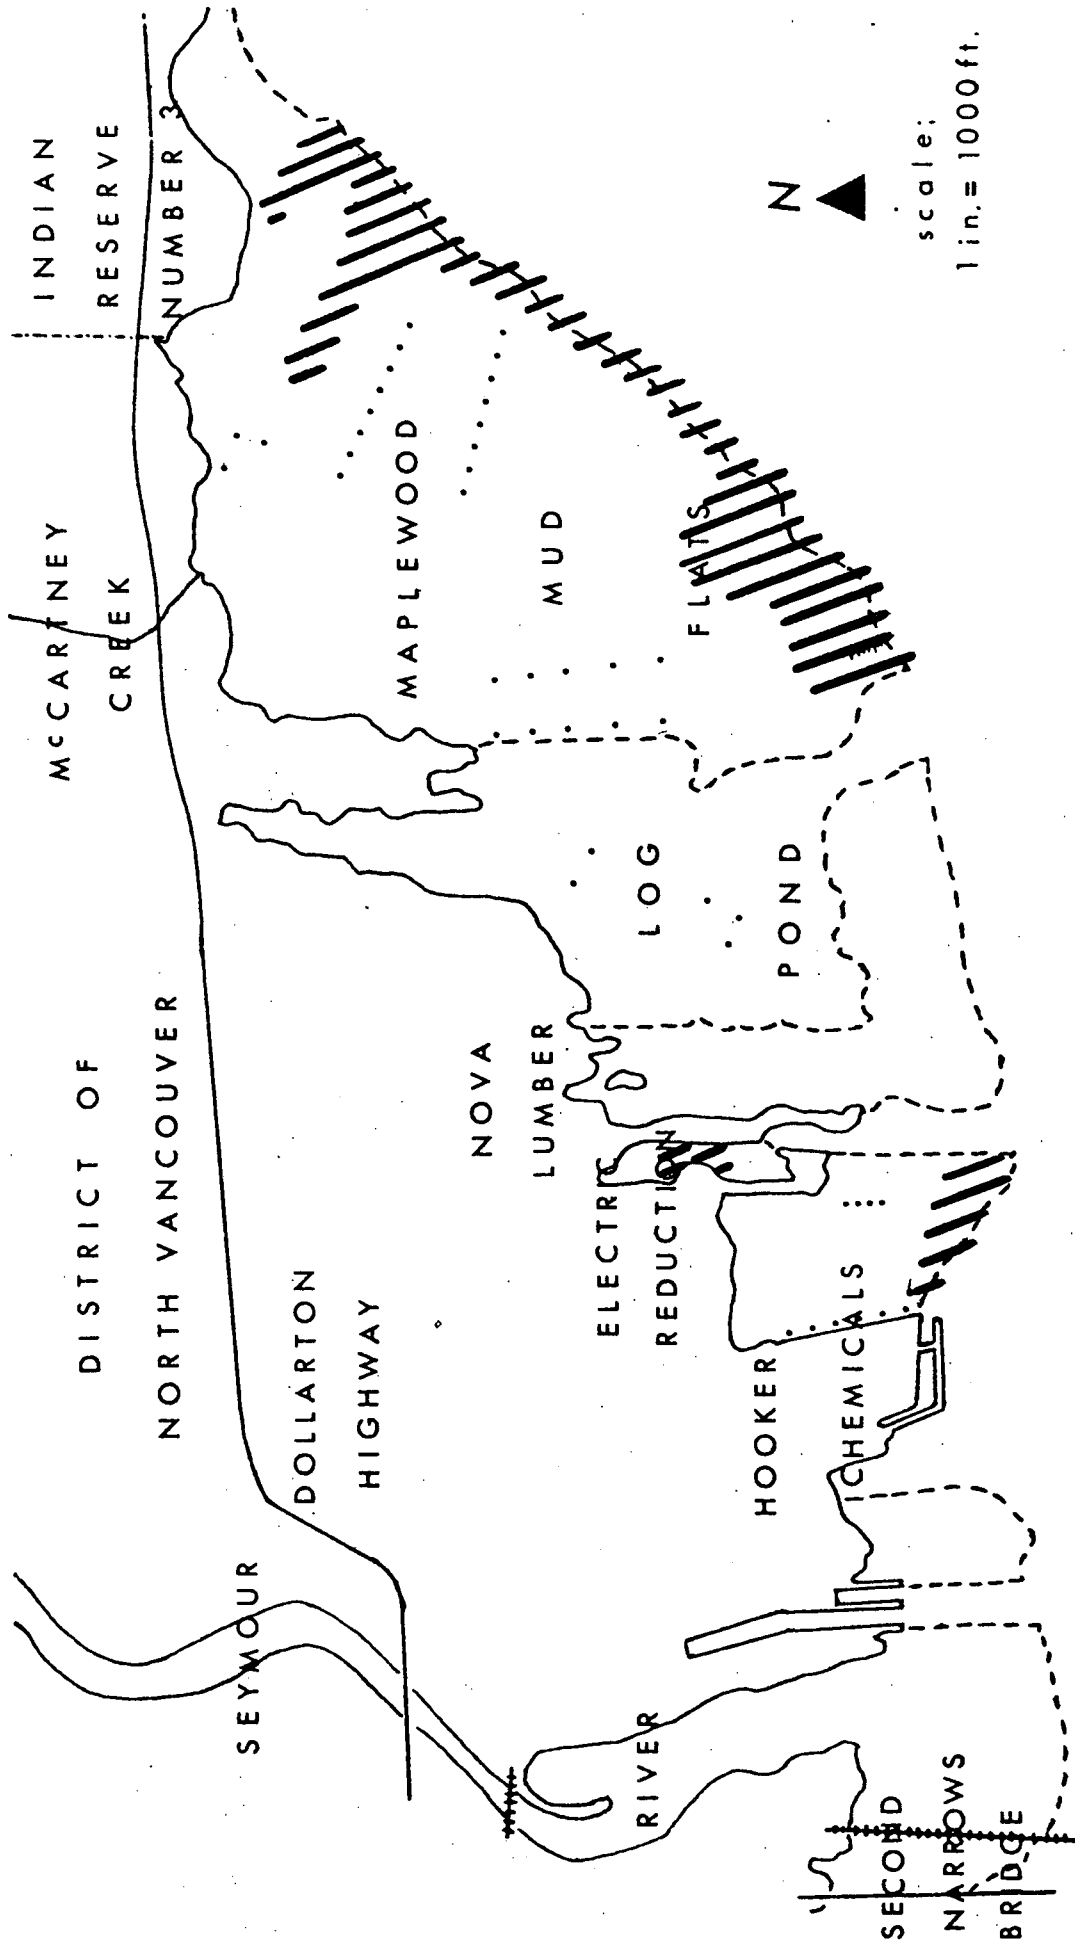 DISTRICT OF
NORTH VANCOUVER
McCARTNEY
CREEK
INDIAN
RESERVE
NUMBER 3
SEYMOUR
RIVER
DOLLARTON
HIGHWAY
NOVA
LUMBER
MAPLEWOOD
MUD
FLATS
ELECTRIC
REDUCTION
LOG
POND
HOOKER
CHEMICALS
SECOND
NARROWS
BRIDGE
N
scale:
1 in. = 1000 ft.